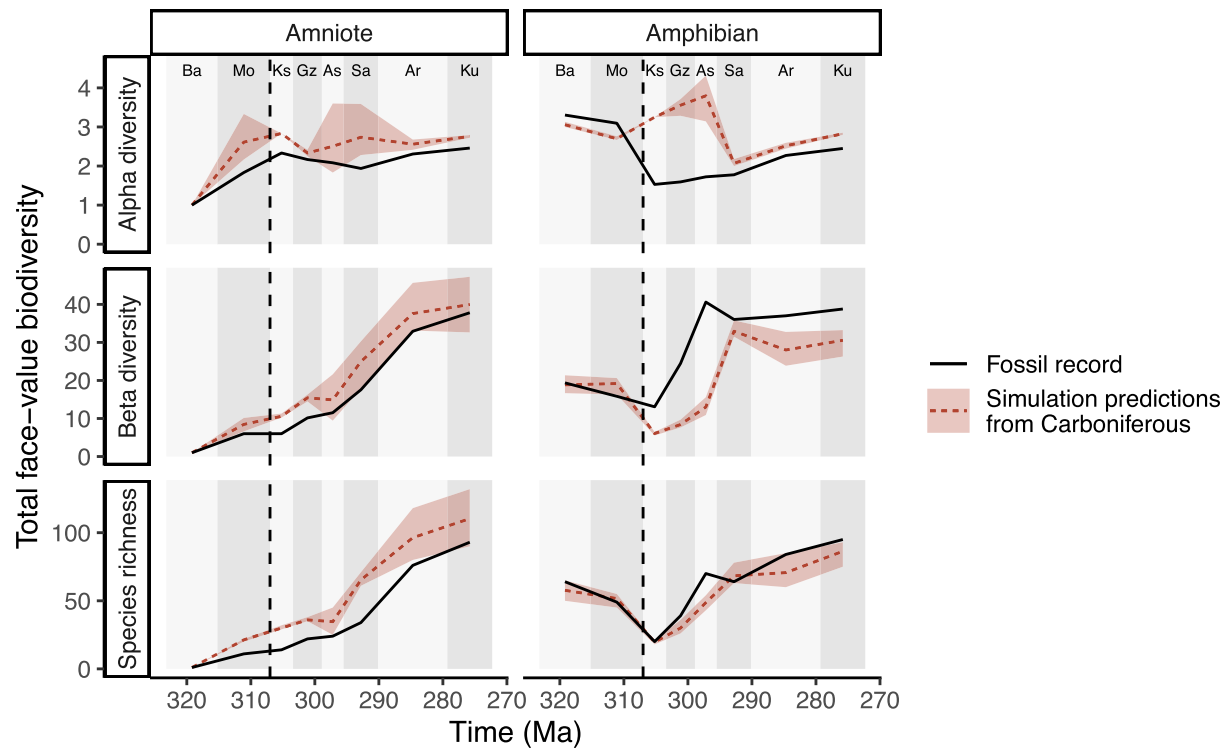 Amniote
Amphibian
Ba Mo Ks Gz As Sa Ar Ku
Ba Mo Ks Gz As Sa Ar Ku
Total face−value biodiversity
Alpha diversity
4
3
2
1
0
Beta diversity
40
30
20
10
0
Species richness
100
50
0
Fossil record
Simulation predictions
from Carboniferous
320 310 300 290 280 270
320 310 300 290 280 270
Time (Ma)